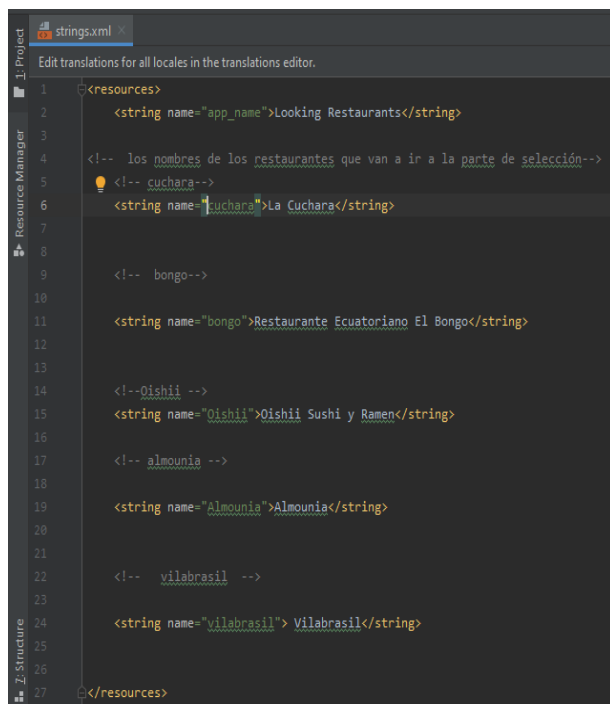 strings.xml
Edit translations for all locales in the translations editor.
1: Project
Resource Manager
Z: Structure
1 <resources>
2 <string name="app_name">Looking Restaurants</string>
3
4 <!-- los nombres de los restaurantes que van a ir a la parte de selección-->
5 <!-- cuchara-->
6 <string name="cuchara">La Cuchara</string>
7
8
9 <!-- bongo-->
10
11 <string name="bongo">Restaurante Ecuatoriano El Bongo</string>
12
13
14 <!--Oishii -->
15 <string name="Oishii">Oishii Sushi y Ramen</string>
16
17 <!-- almounia -->
18
19 <string name="Almounia">Almounia</string>
20
21
22 <!-- vilabrasil -->
23
24 <string name="vilabrasil"> Vilabrasil</string>
25
26
27 </resources>